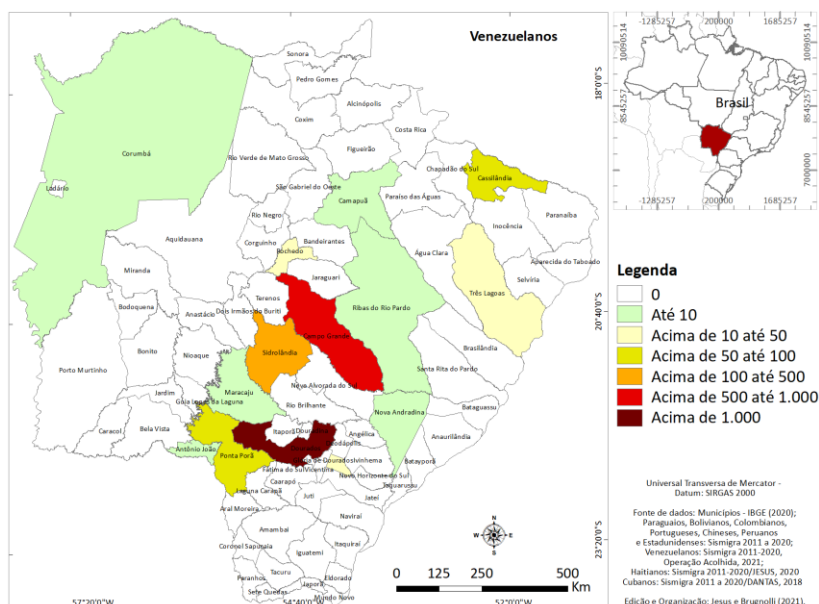 Venezuelanos
Sonora
Pedro Gomes
Alcinópolis
Coxim
Costa Rica
Figueirão
Corumbá
Rio Verde de Mato Grosso
Chapadão do Sul
Cassilândia
Ladário
São Gabriel do Oeste
Camapuã
Paraíso das Águas
Paranaíba
Rio Negro
Inocência
Aquidauana
Corguinho
Bandeirantes
Rochedo
Água Clara
Aparecida do Taboado
Miranda
Jaraguari
Selvíria
Três Lagoas
Terenos
Bodoquena
Dois Irmãos do Buriti
Ribas do Rio Pardo
Anastácio
Campo Grande
Brasilândia
Bonito
Nioaque
Sidrolândia
Porto Murtinho
Santa Rita do Pardo
Nova Alvorada do Sul
Jardim
Maracaju
Guia Lopes da Laguna
Rio Brilhante
Bataguassu
Nova Andradina
Caracol
Bela Vista
Itaporã
Angélica
Anaurilândia
Antônio João
Ponta Porã
Ivinhema
Batayporã
Fátima do Sul
Vicentina
Novo Horizonte do Sul
Taquarussu
Caarapó
Laguna Carapã
Juti
Jateí
Aral Moreira
Naviraí
Amambai
Coronel Sapucaia
Itaquiraí
Iguatemi
Tacuru
Eldorado
Paranhos
Japorã
Sete Quedas
Mundo Novo
N
W
E
S
0 125 250 500
Km
57°20'0"W 54°40'0"W 52°0'0"W
18°0'0"S
20°40'0"S
23°20'0"S
-1285257 200000 1685257
10090514
8545257
7000000
10090514
8545257
7000000
Brasil
-1285257 200000 1685257
Legenda
0
Até 10
Acima de 10 até 50
Acima de 50 até 100
Acima de 100 até 500
Acima de 500 até 1.000
Acima de 1.000
Universal Transversa de Mercator -
Datum: SIRGAS 2000
Fonte de dados: Municípios - IBGE (2020);
Paraguaios, Bolivianos, Colombianos,
Portugueses, Chineses, Peruanos
e Estadunidenses: Sismigra 2011 a 2020;
Venezuelanos: Sismigra 2011-2020,
Operação Acolhida, 2021;
Haitianos: Sismigra 2011-2020/JESUS, 2020
Cubanos: Sismigra 2011 a 2020/DANTAS, 2018
Edição e Organização: Jesus e Brugnolli (2021).